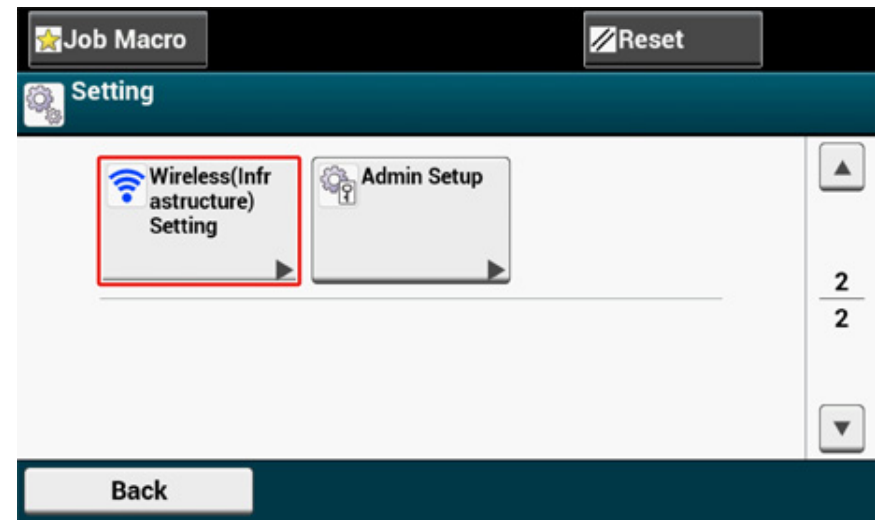 Job Macro
Reset
Setting
Wireless(Infr
astructure)
Setting
Admin Setup
2
2
Back